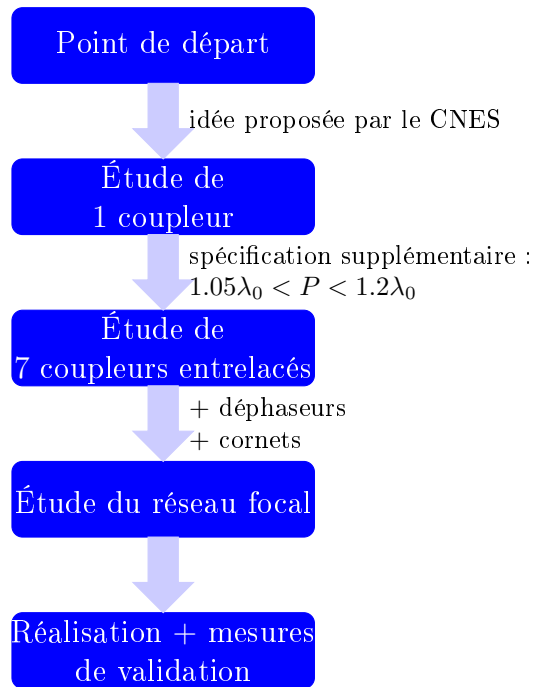 Point de départ
idée proposée par le CNES
Étude de
1 coupleur
spécification supplémentaire :
1.05λ₀ < P < 1.2λ₀
Étude de
7 coupleurs entrelacés
+ déphaseurs
+ cornets
Étude du réseau focal
Réalisation + mesures
de validation